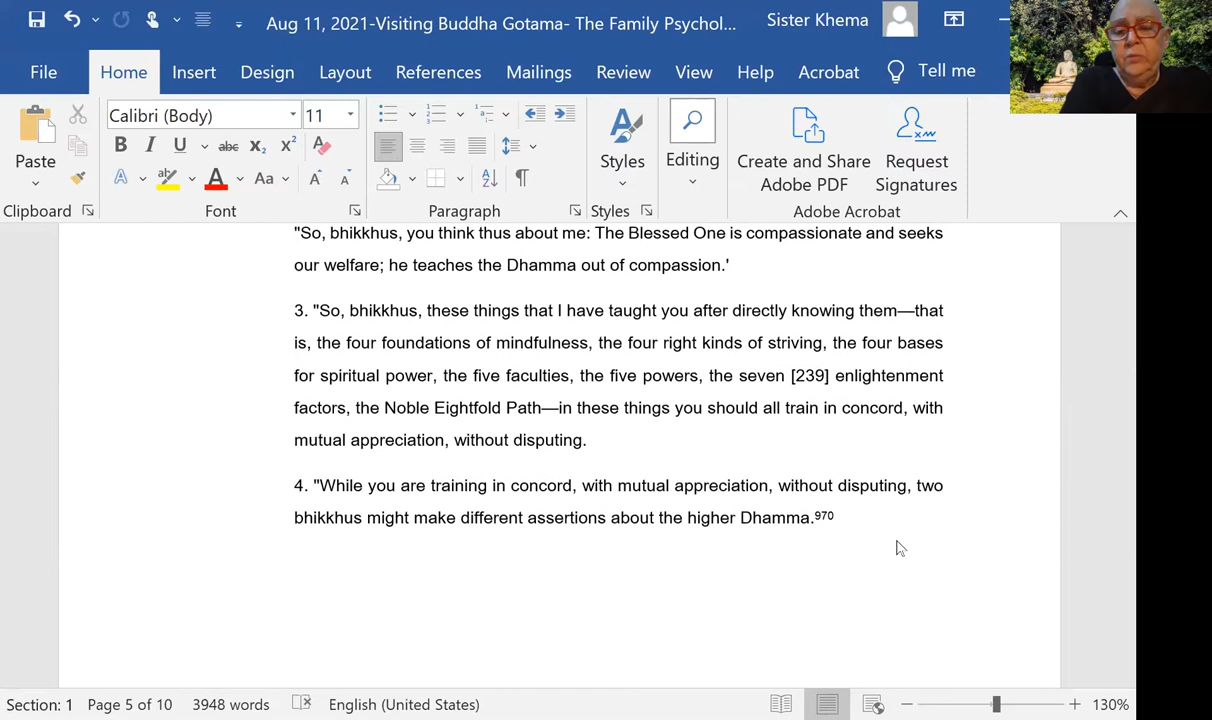 Aug 11, 2021-Visiting Buddha Gotama- The Family Psychol...
Sister Khema
File Home Insert Design Layout References Mailings Review View Help Acrobat Tell me
Calibri (Body) 11
Paste
Styles
Editing
Create and Share
Adobe PDF
Request
Signatures
Clipboard Font Paragraph Styles Adobe Acrobat
"So, bhikkhus, you think thus about me: The Blessed One is compassionate and seeks
our welfare; he teaches the Dhamma out of compassion.'
3. "So, bhikkhus, these things that I have taught you after directly knowing them—that
is, the four foundations of mindfulness, the four right kinds of striving, the four bases
for spiritual power, the five faculties, the five powers, the seven [239] enlightenment
factors, the Noble Eightfold Path—in these things you should all train in concord, with
mutual appreciation, without disputing.
4. "While you are training in concord, with mutual appreciation, without disputing, two
bhikkhus might make different assertions about the higher Dhamma.970
Section: 1 Page 5 of 10 3948 words English (United States) 130%